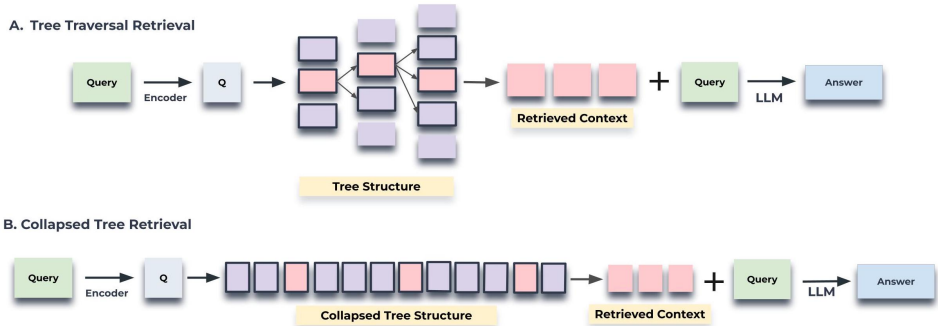 A. Tree Traversal Retrieval
Query
Encoder
Q
Tree Structure
Retrieved Context
+
Query
LLM
Answer
B. Collapsed Tree Retrieval
Query
Encoder
Q
Collapsed Tree Structure
Retrieved Context
+
Query
LLM
Answer